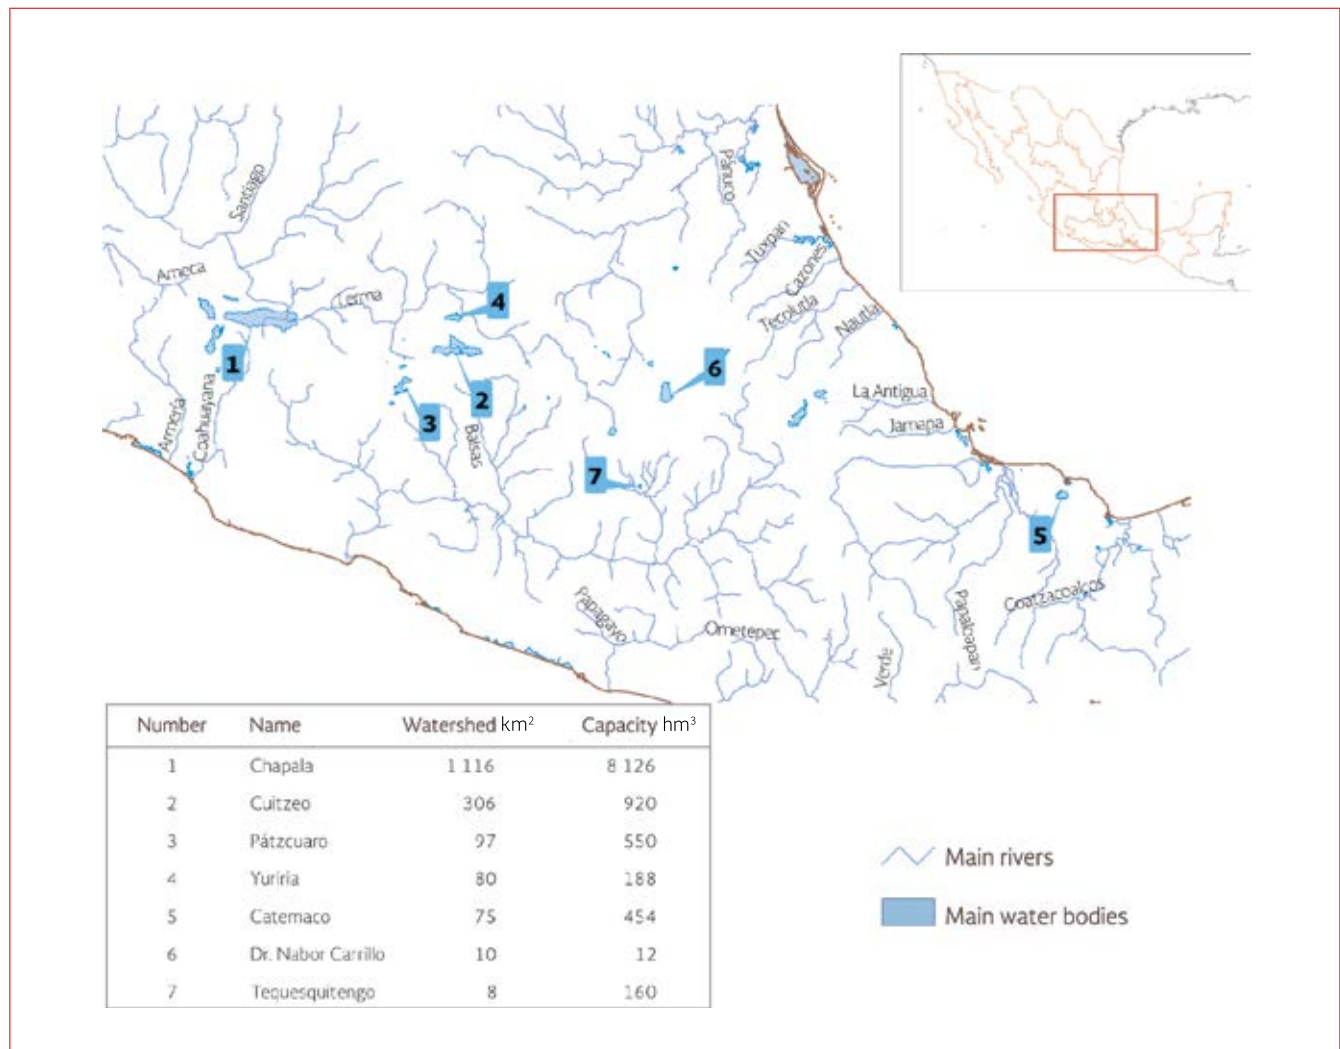 Santiago
Pánuco
Ameca
Lerma
Tuxpan
Cazones
Tecolutla
Nautla
4
1
6
2
3
La Antigua
Jamapa
Armería
Coahuayana
Balsas
7
5
Papagayo
Ometepec
Verde
Papaloapan
Coatzacoalcos
Number Name Watershed km² Capacity hm³
1 Chapala 1 116 8 126
2 Cuitzeo 306 920
3 Pátzcuaro 97 550
4 Yuriria 80 188
5 Catemaco 75 454
6 Dr. Nabor Carrillo 10 12
7 Tequesquitengo 8 160
Main rivers
Main water bodies